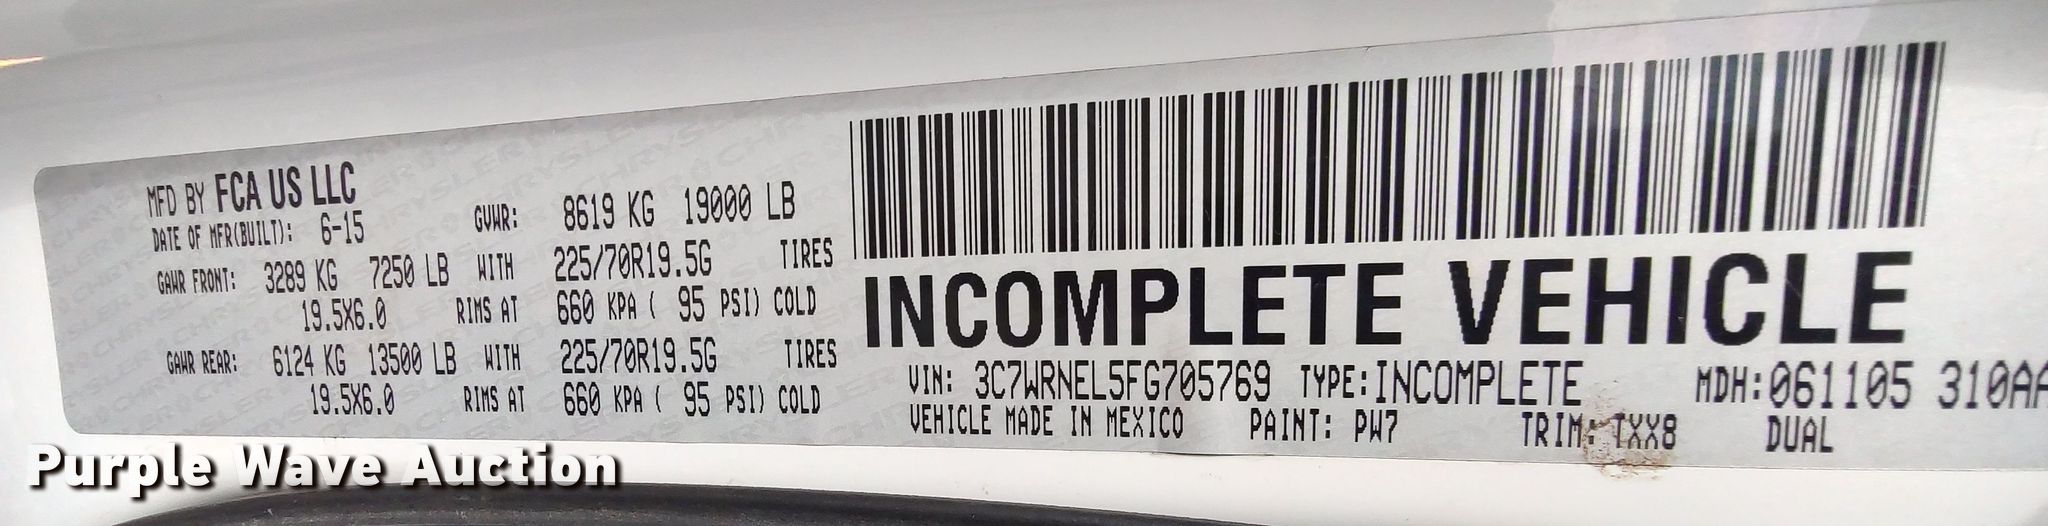 MFD BY FCA US LLC
DATE OF MFR(BUILT): 6-15 GVWR: 8619 KG 19000 LB
GAWR FRONT: 3289 KG 7250 LB WITH 225/70R19.5G TIRES
19.5X6.0 RIMS AT 660 KPA ( 95 PSI) COLD
GAWR REAR: 6124 KG 13500 LB WITH 225/70R19.5G TIRES
19.5X6.0 RIMS AT 660 KPA ( 95 PSI) COLD
INCOMPLETE VEHICLE
VIN: 3C7WRNEL5FG705769 TYPE: INCOMPLETE MDH: 061105 310AA
VEHICLE MADE IN MEXICO PAINT: PW7 TRIM: TXX8 DUAL
Purple Wave Auction